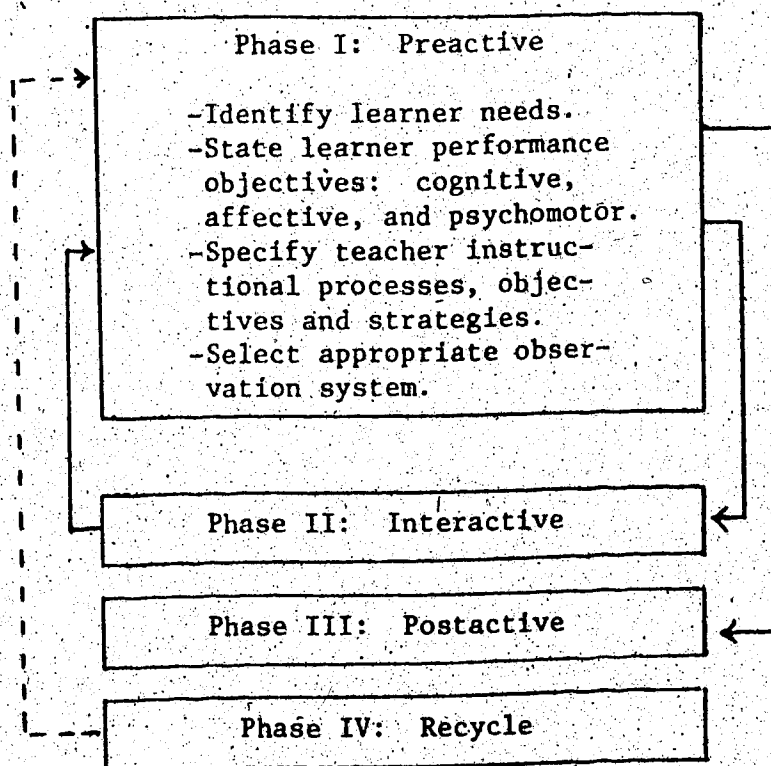 Phase I: Preactive
-Identify learner needs.
-State learner performance
objectives: cognitive,
affective, and psychomotor.
-Specify teacher instruc-
tional processes, objec-
tives and strategies.
-Select appropriate obser-
vation system.
Phase II: Interactive
Phase III: Postactive
Phase IV: Recycle